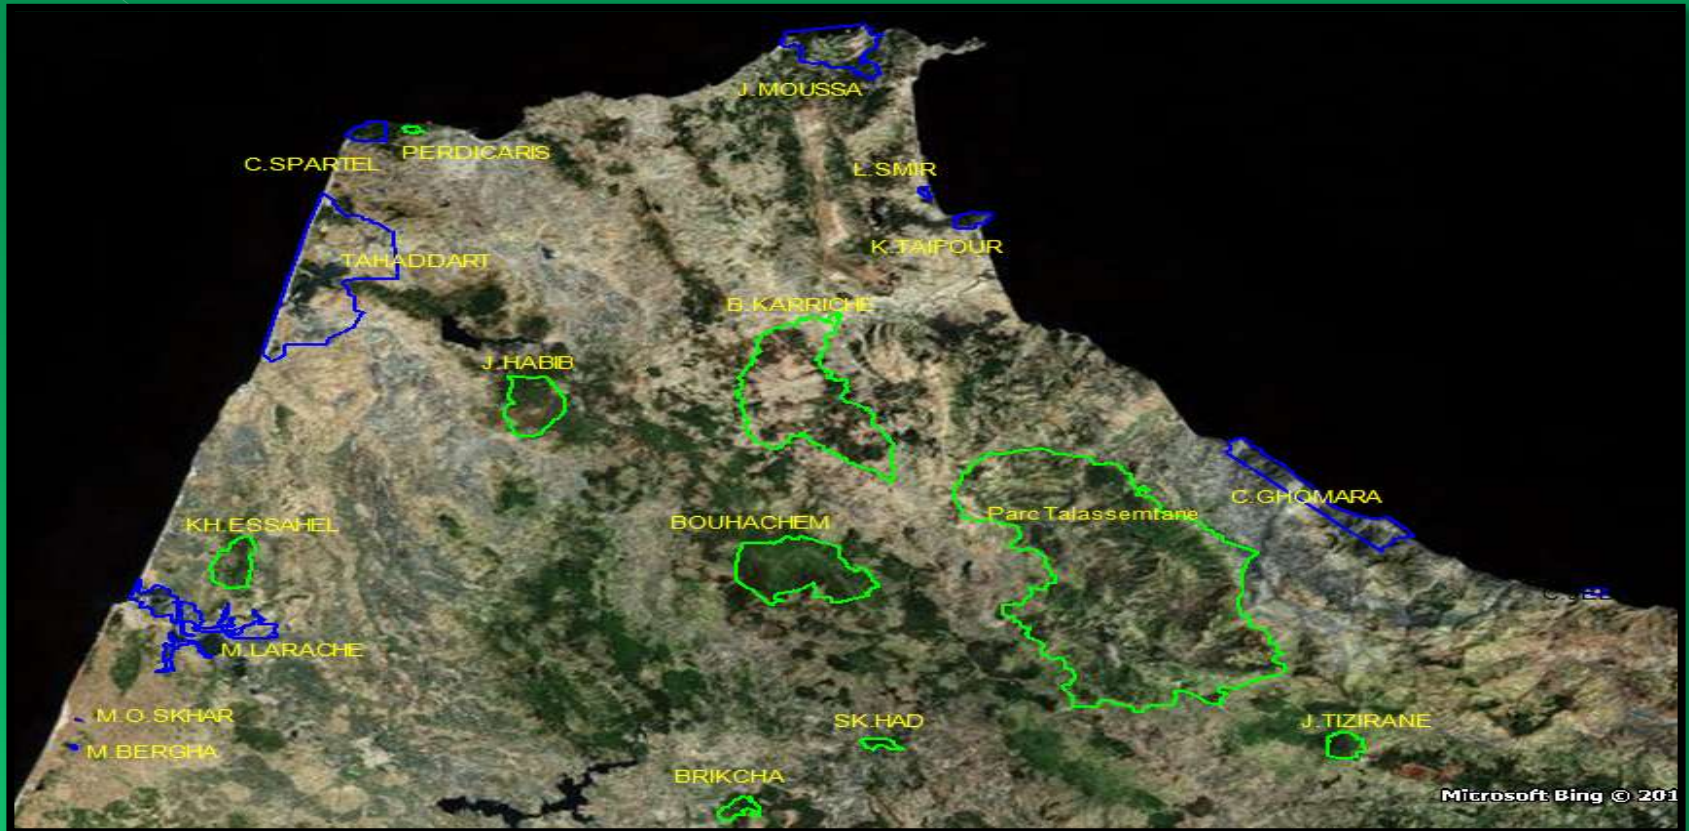 J.MOUSSA
PERDICARIS
C.SPARTEL
L.SMIR
K.TAIFOUR
TAHADDART
B.KARRICHE
J.HABIB
C.GHOMARA
Parc Talassemtane
BOUHACHEM
KH.ESSAHEL
M.LARACHE
M.O.SKHAR
SK.HAD
J.TIZIRANE
M.BERGHA
BRIKCHA
Microsoft Bing © 201